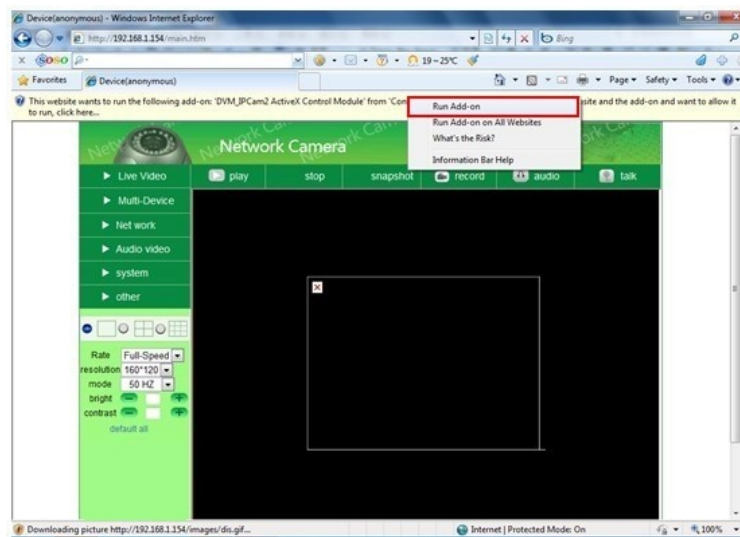 Device(anonymous) - Windows Internet Explorer
http://192.168.1.154/main.htm
Bing
SOSO
19~25℃
Favorites
Device(anonymous)
Page
Safety
Tools
This website wants to run the following add-on: 'DVM_IPCam2 ActiveX Control Module' from 'Con
site and the add-on and want to allow it
to run, click here...
Run Add-on
Run Add-on on All Websites
What's the Risk?
Information Bar Help
Network Camera
Live Video
play
stop
snapshot
record
audio
talk
Multi-Device
Net work
Audio video
system
other
Rate Full-Speed
resolution 160*120
mode 50 HZ
bright
contrast
default all
Downloading picture http://192.168.1.154/images/dis.gif...
Internet | Protected Mode: On
100%